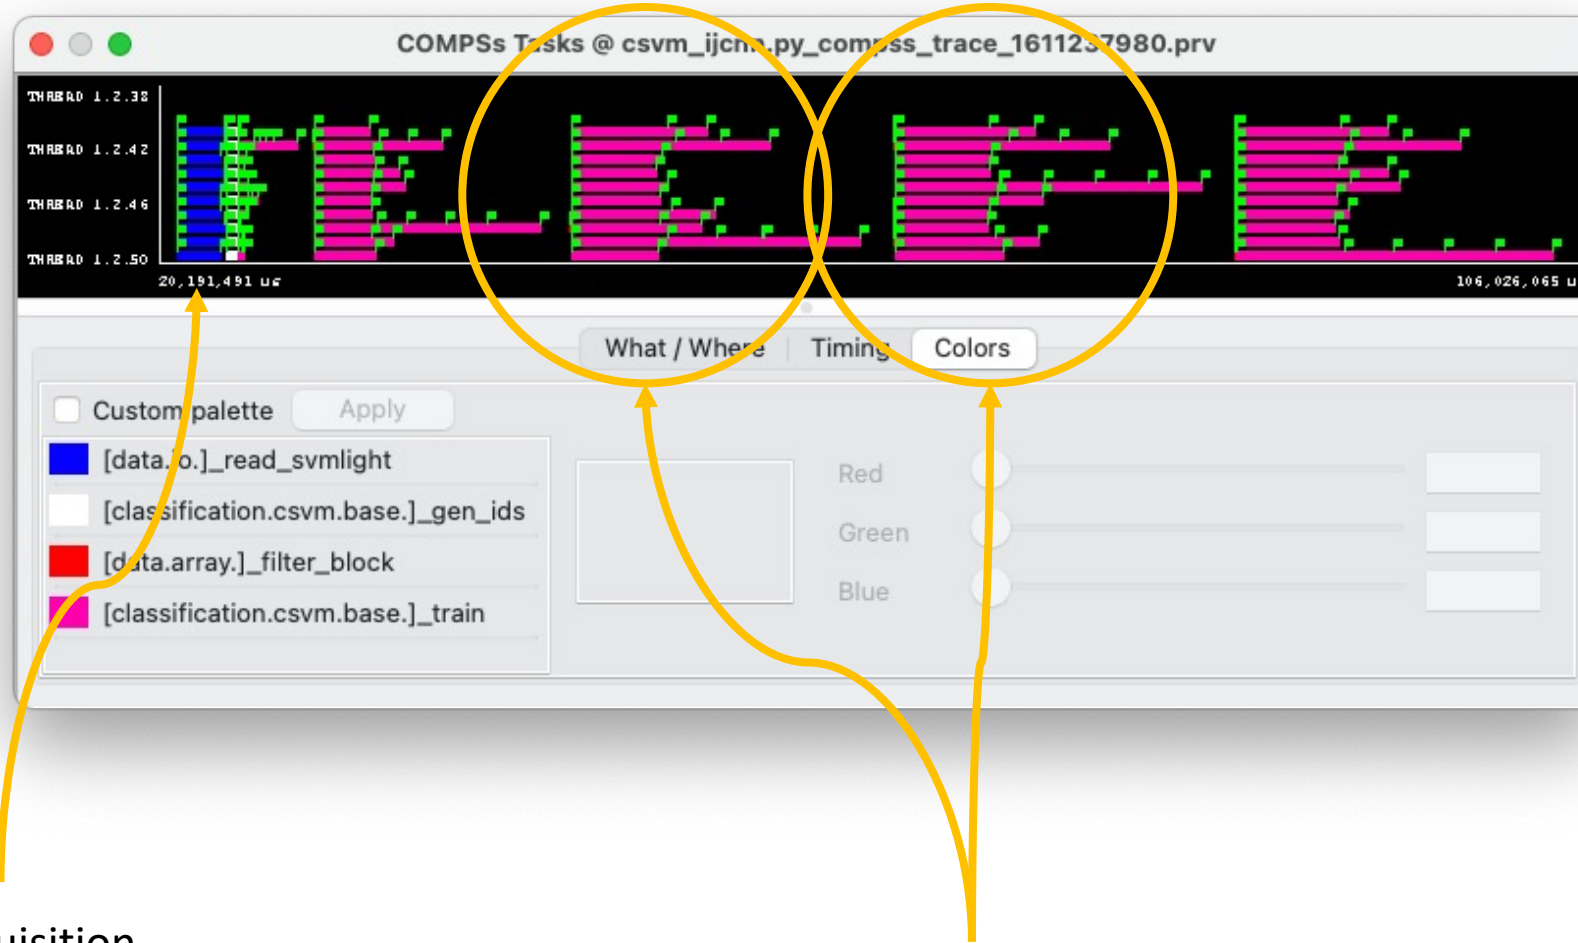 COMPSs Tasks @ csvm_ijcnn.py_compss_trace_1611237980.prv
THREAD 1.2.38
THREAD 1.2.42
THREAD 1.2.46
THREAD 1.2.50
20,191,491 us
106,026,065 u
What / Where
Timing
Colors
Custom palette
Apply
[data.io.]_read_svmlight
[classification.csvm.base.]_gen_ids
[data.array.]_filter_block
[classification.csvm.base.]_train
Red
Green
Blue
uisition